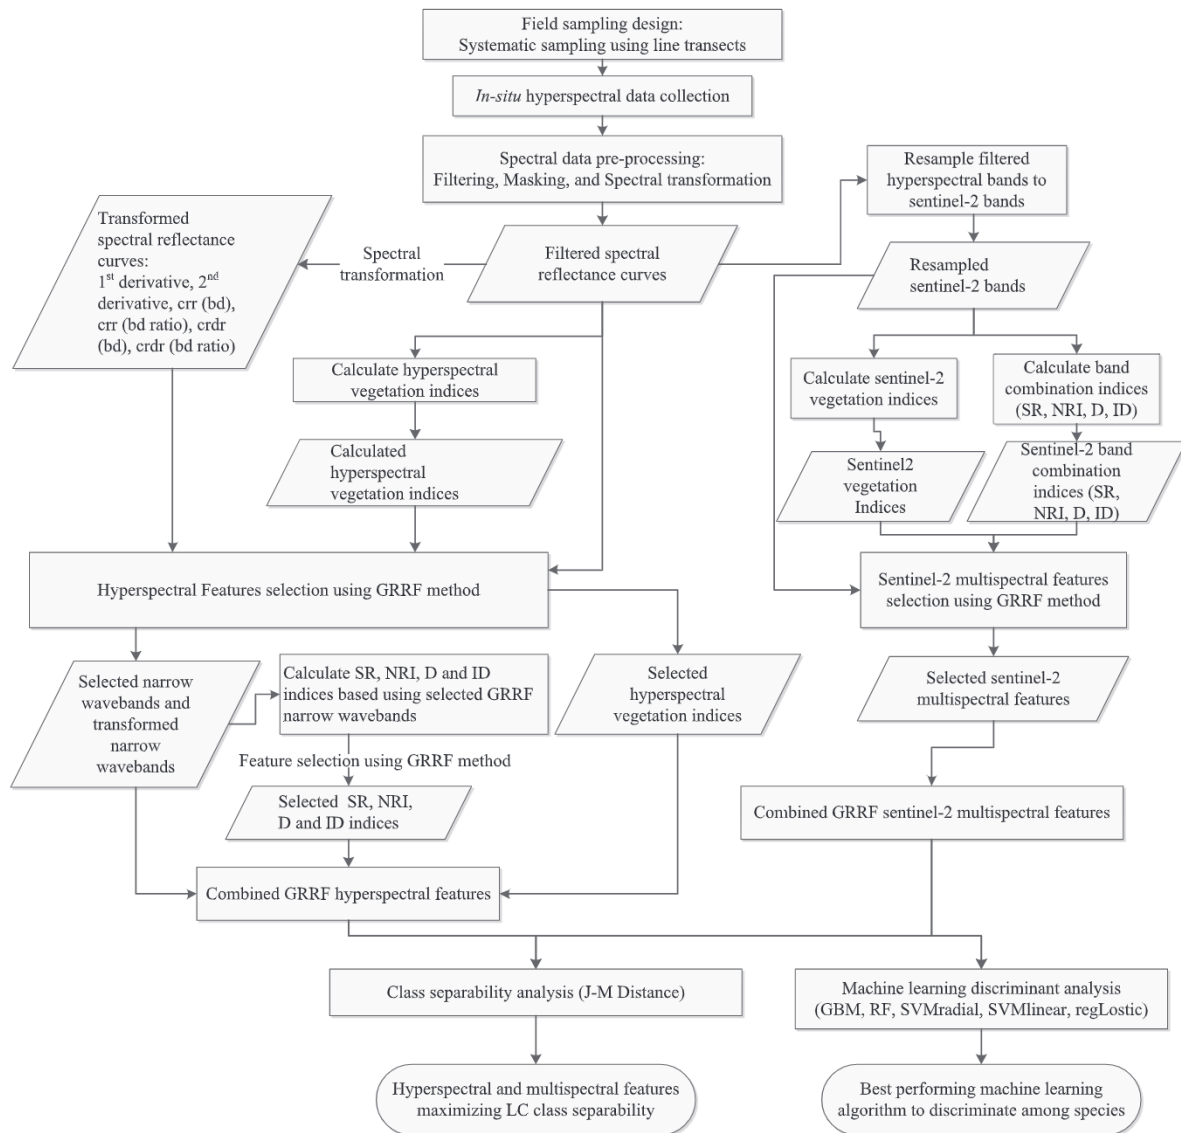 Field sampling design:
Systematic sampling using line transects
In-situ hyperspectral data collection
Spectral data pre-processing:
Filtering, Masking, and Spectral transformation
Resample filtered
hyperspectral bands to
sentinel-2 bands
Transformed
spectral reflectance
curves:
1st derivative, 2nd
derivative, crr (bd),
crr (bd ratio), crdr
(bd), crdr (bd ratio)
Spectral
transformation
Filtered spectral
reflectance curves
Resampled
sentinel-2 bands
Calculate hyperspectral
vegetation indices
Calculate sentinel-2
vegetation indices
Calculate band
combination indices
(SR, NRI, D, ID)
Calculated
hyperspectral
vegetation indices
Sentinel2
vegetation
Indices
Sentinel-2 band
combination
indices (SR,
NRI, D, ID)
Hyperspectral Features selection using GRRF method
Sentinel-2 multispectral features
selection using GRRF method
Selected narrow
wavebands and
transformed
narrow
wavebands
Calculate SR, NRI, D and ID
indices based using selected GRRF
narrow wavebands
Selected
hyperspectral
vegetation indices
Selected sentinel-2
multispectral features
Feature selection using GRRF method
Selected SR, NRI,
D and ID indices
Combined GRRF sentinel-2 multispectral features
Combined GRRF hyperspectral features
Class separability analysis (J-M Distance)
Machine learning discriminant analysis
(GBM, RF, SVMradial, SVMlinear, regLostic)
Hyperspectral and multispectral features
maximizing LC class separability
Best performing machine learning
algorithm to discriminate among species